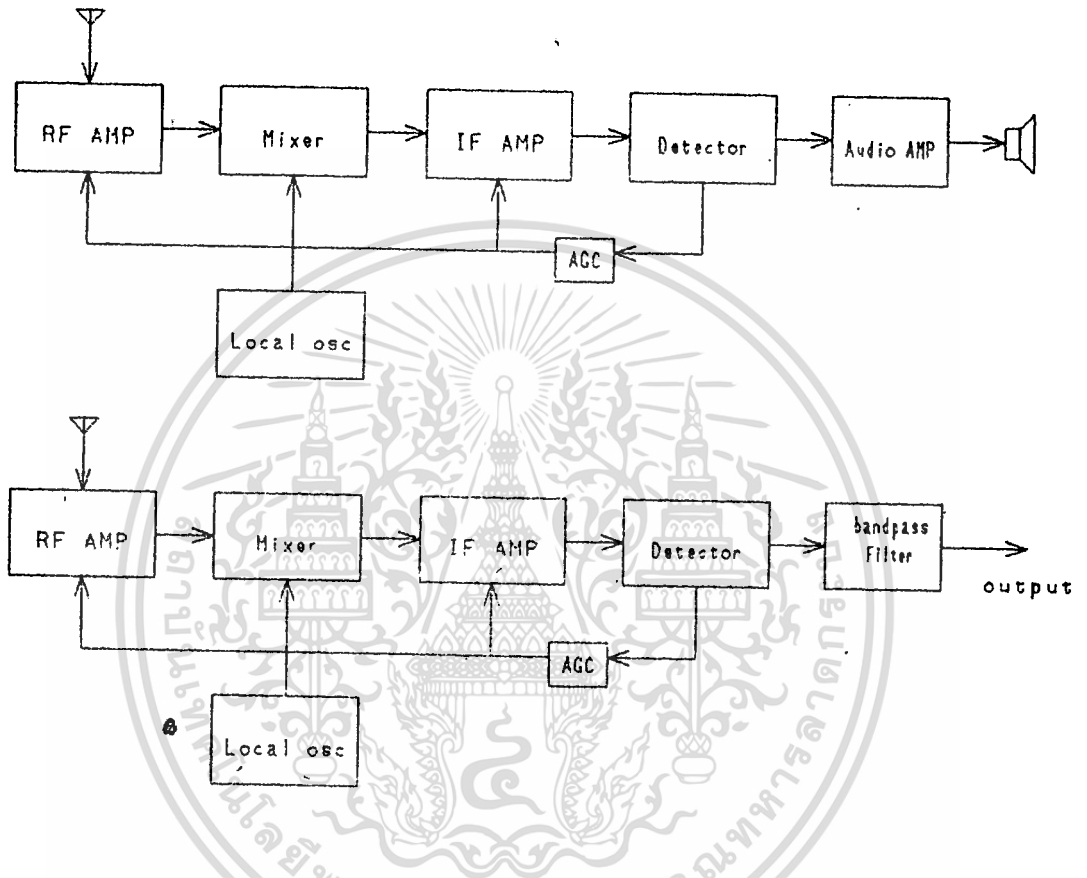 RF AMP
Mixer
IF AMP
Detector
Audio AMP
AGC
Local osc
RF AMP
Mixer
IF AMP
Detector
bandpass
Filter
output
AGC
Local osc